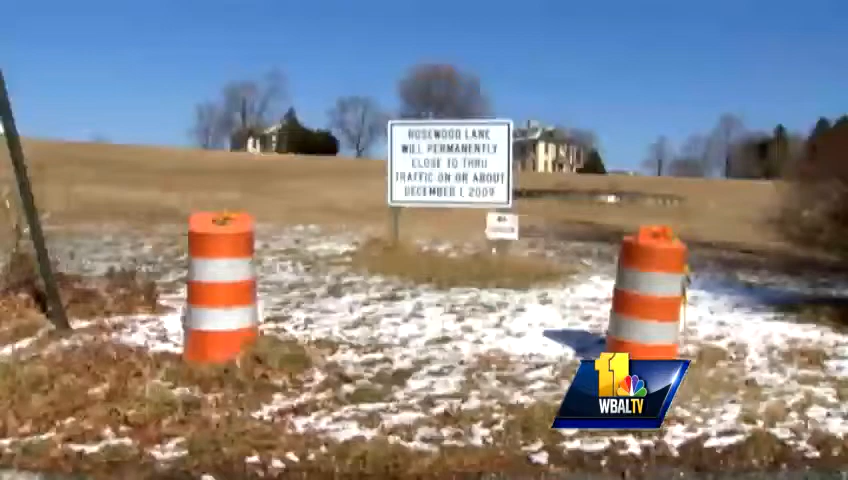 ROSEWOOD LANE
WILL PERMANENTLY
CLOSE TO THRU
TRAFFIC ON OR ABOUT
DECEMBER 1, 2009
11
WBALTV